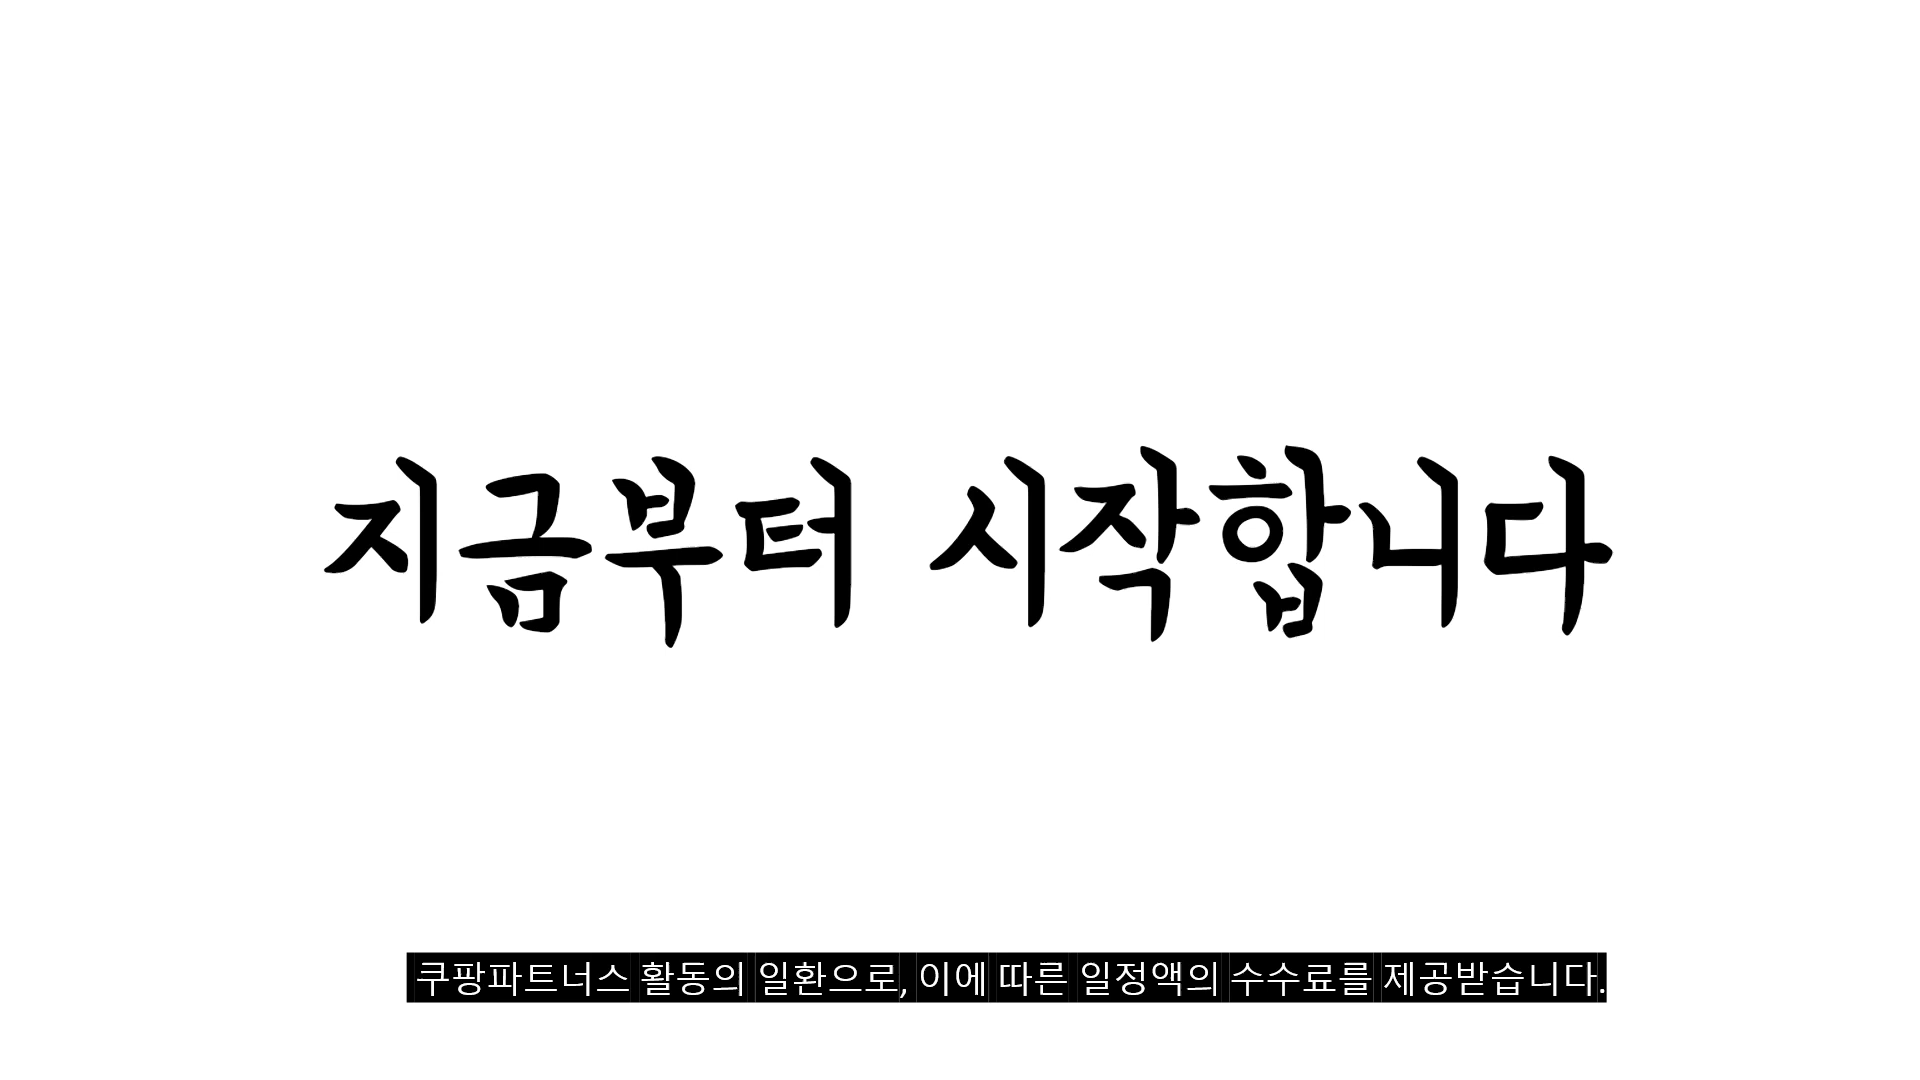 지금부터 시작합니다
쿠팡파트너스 활동의 일환으로, 이에 따른 일정액의 수수료를 제공받습니다.